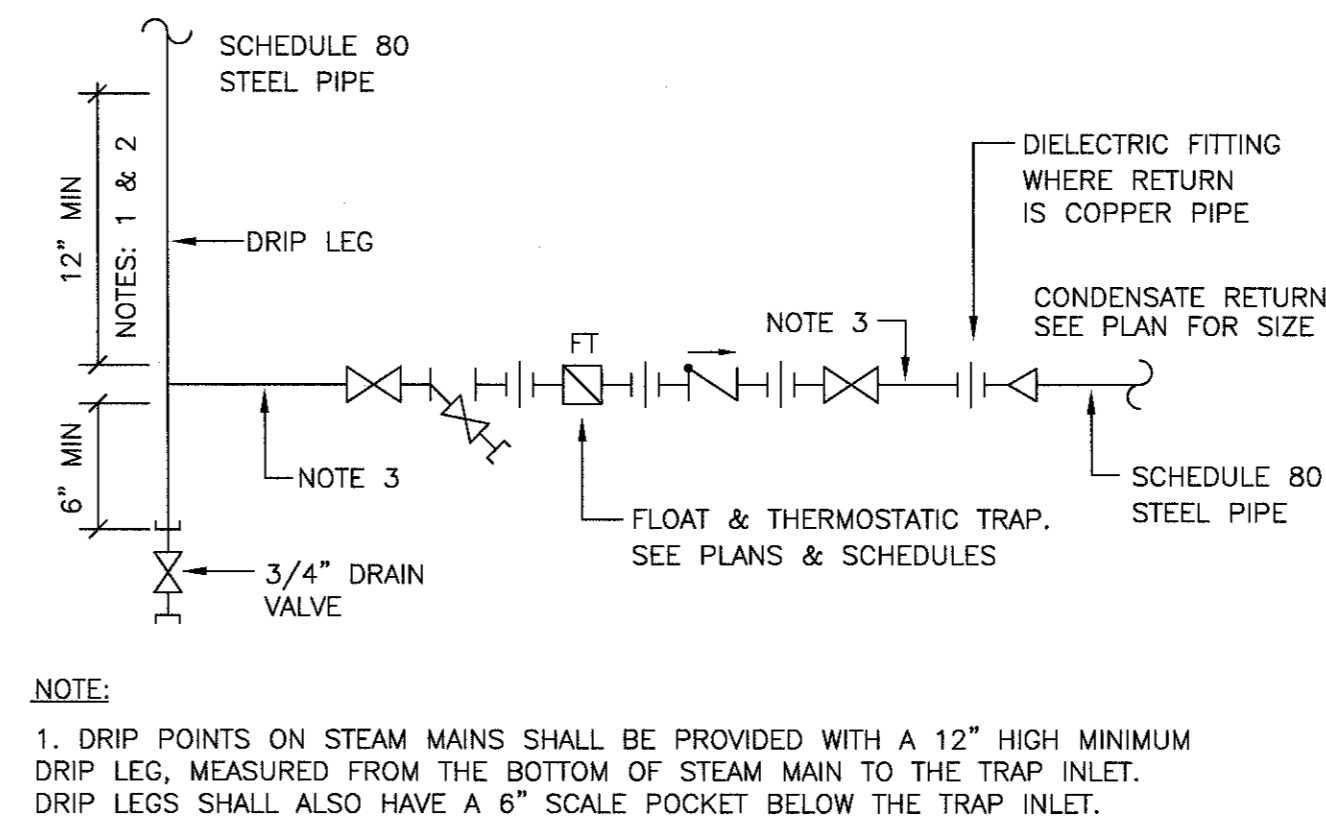 SCHEDULE 80
STEEL PIPE
12" MIN
NOTES: 1 & 2
DRIP LEG
DIELECTRIC FITTING
WHERE RETURN
IS COPPER PIPE
CONDENSATE RETURN
SEE PLAN FOR SIZE
NOTE 3
FT
6" MIN
NOTE 3
SCHEDULE 80
STEEL PIPE
FLOAT & THERMOSTATIC TRAP.
SEE PLANS & SCHEDULES
3/4" DRAIN
VALVE
NOTE:
1. DRIP POINTS ON STEAM MAINS SHALL BE PROVIDED WITH A 12" HIGH MINIMUM
DRIP LEG, MEASURED FROM THE BOTTOM OF STEAM MAIN TO THE TRAP INLET.
DRIP LEGS SHALL ALSO HAVE A 6" SCALE POCKET BELOW THE TRAP INLET.